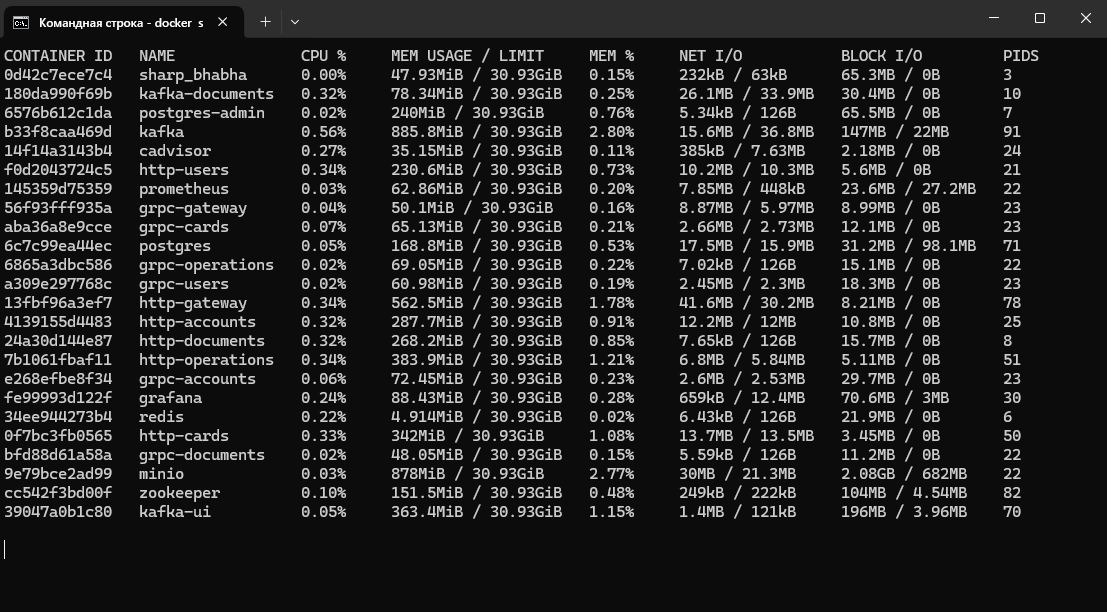 Командная строка - docker s
CONTAINER ID NAME CPU % MEM USAGE / LIMIT MEM % NET I/O BLOCK I/O PIDS
0d42c7ece7c4 sharp_bhabha 0.00% 47.93MiB / 30.93GiB 0.15% 232kB / 63kB 65.3MB / 0B 3
180da990f69b kafka-documents 0.32% 78.34MiB / 30.93GiB 0.25% 26.1MB / 33.9MB 30.4MB / 0B 10
6576b612c1da postgres-admin 0.02% 240MiB / 30.93GiB 0.76% 5.34kB / 126B 65.5MB / 0B 7
b33f8caa469d kafka 0.56% 885.8MiB / 30.93GiB 2.80% 15.6MB / 36.8MB 147MB / 22MB 91
14f14a3143b4 cadvisor 0.27% 35.15MiB / 30.93GiB 0.11% 385kB / 7.63MB 2.18MB / 0B 24
f0d2043724c5 http-users 0.34% 230.6MiB / 30.93GiB 0.73% 10.2MB / 10.3MB 5.6MB / 0B 21
145359d75359 prometheus 0.03% 62.86MiB / 30.93GiB 0.20% 7.85MB / 448kB 23.6MB / 27.2MB 22
56f93fff935a grpc-gateway 0.04% 50.1MiB / 30.93GiB 0.16% 8.87MB / 5.97MB 8.99MB / 0B 23
aba36a8e9cce grpc-cards 0.07% 65.13MiB / 30.93GiB 0.21% 2.66MB / 2.73MB 12.1MB / 0B 23
6c7c99ea44ec postgres 0.05% 168.8MiB / 30.93GiB 0.53% 17.5MB / 15.9MB 31.2MB / 98.1MB 71
6865a3dbc586 grpc-operations 0.02% 69.05MiB / 30.93GiB 0.22% 7.02kB / 126B 15.1MB / 0B 22
a309e297768c grpc-users 0.02% 60.98MiB / 30.93GiB 0.19% 2.45MB / 2.3MB 18.3MB / 0B 23
13fbf96a3ef7 http-gateway 0.34% 562.5MiB / 30.93GiB 1.78% 41.6MB / 30.2MB 8.21MB / 0B 78
4139155d4483 http-accounts 0.32% 287.7MiB / 30.93GiB 0.91% 12.2MB / 12MB 10.8MB / 0B 25
24a30d144e87 http-documents 0.32% 268.2MiB / 30.93GiB 0.85% 7.65kB / 126B 15.7MB / 0B 8
7b1061fbaf11 http-operations 0.34% 383.9MiB / 30.93GiB 1.21% 6.8MB / 5.84MB 5.11MB / 0B 51
e268efbe8f34 grpc-accounts 0.06% 72.45MiB / 30.93GiB 0.23% 2.6MB / 2.53MB 29.7MB / 0B 23
fe99993d122f grafana 0.24% 88.43MiB / 30.93GiB 0.28% 659kB / 12.4MB 70.6MB / 3MB 30
34ee944273b4 redis 0.22% 4.914MiB / 30.93GiB 0.02% 6.43kB / 126B 21.9MB / 0B 6
0f7bc3fb0565 http-cards 0.33% 342MiB / 30.93GiB 1.08% 13.7MB / 13.5MB 3.45MB / 0B 50
bfd88d61a58a grpc-documents 0.02% 48.05MiB / 30.93GiB 0.15% 5.59kB / 126B 11.2MB / 0B 22
9e79bce2ad99 minio 0.03% 878MiB / 30.93GiB 2.77% 30MB / 21.3MB 2.08GB / 682MB 22
cc542f3bd00f zookeeper 0.10% 151.5MiB / 30.93GiB 0.48% 249kB / 222kB 104MB / 4.54MB 82
39047a0b1c80 kafka-ui 0.05% 363.4MiB / 30.93GiB 1.15% 1.4MB / 121kB 196MB / 3.96MB 70